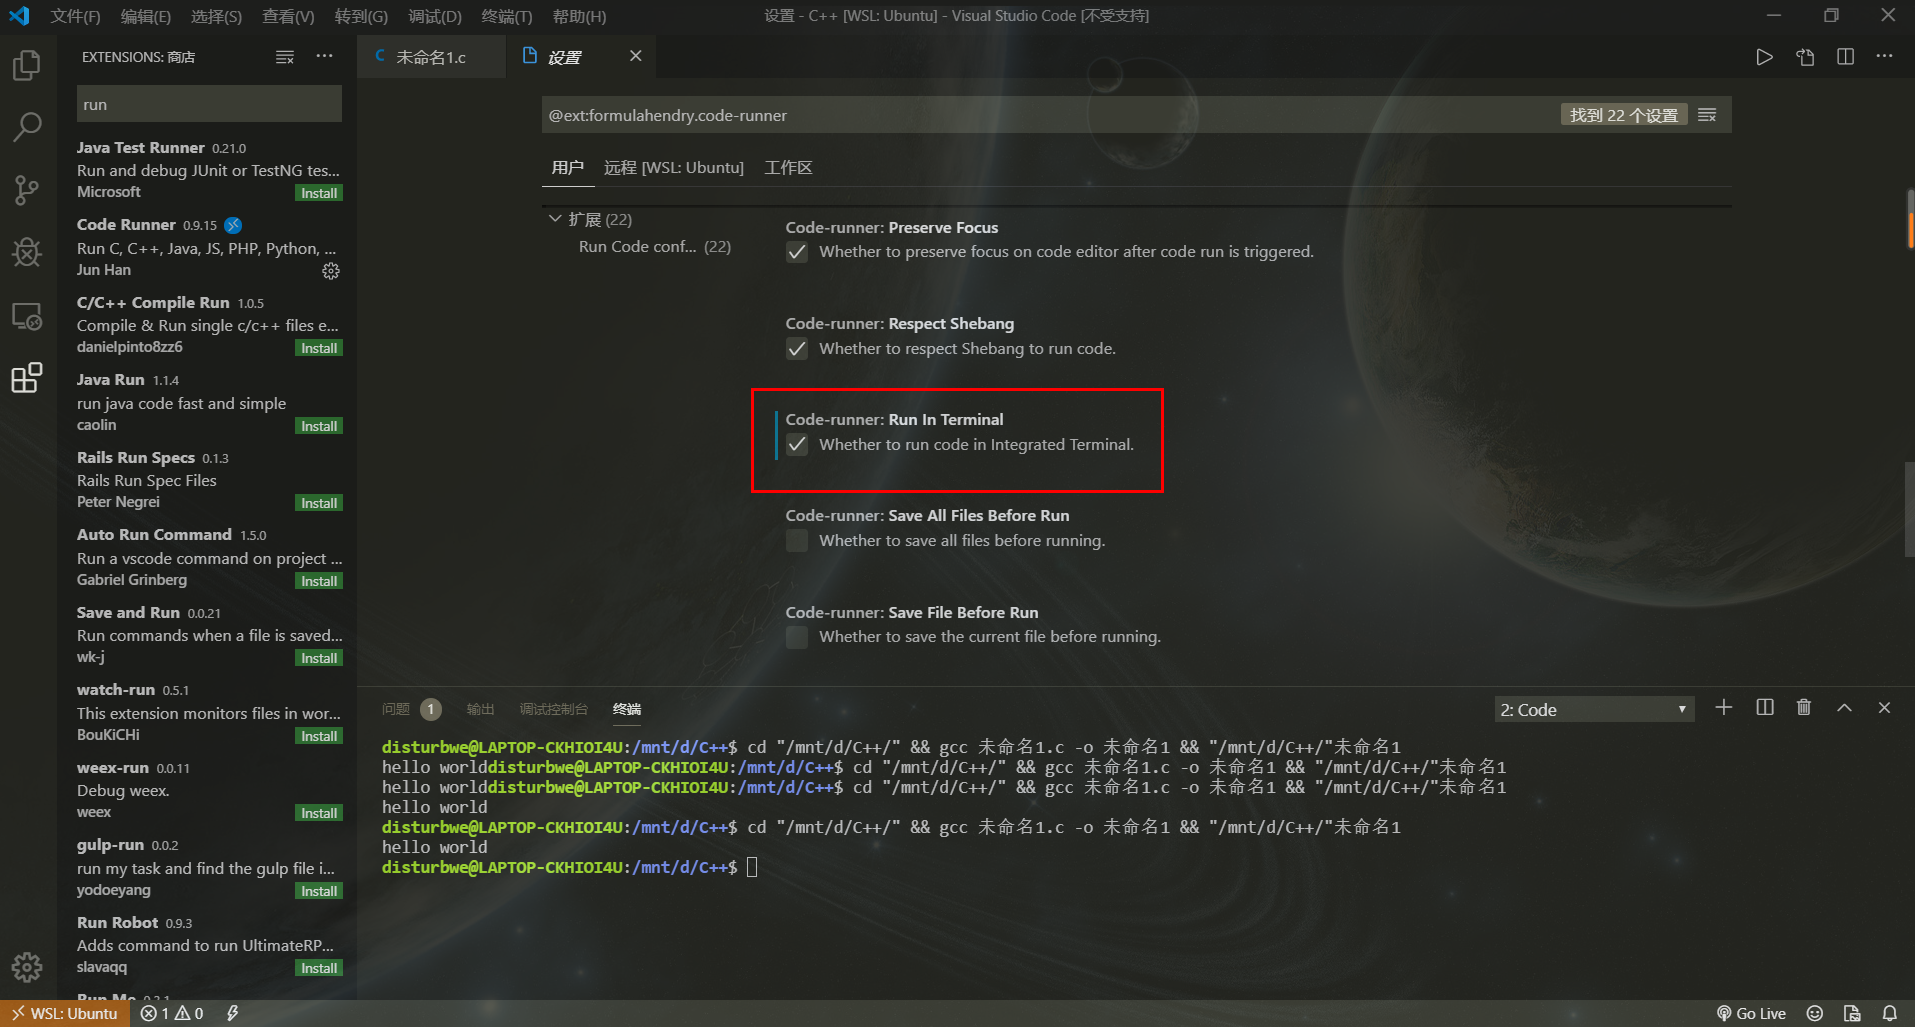 文件(F) 编辑(E) 选择(S) 查看(V) 转到(G) 调试(D) 终端(T) 帮助(H)
设置 - C++ [WSL: Ubuntu] - Visual Studio Code [不受支持]
EXTENSIONS: 商店
run
Java Test Runner 0.21.0
Run and debug JUnit or TestNG tes...
Microsoft Install
Code Runner 0.9.15
Run C, C++, Java, JS, PHP, Python, ...
Jun Han
C/C++ Compile Run 1.0.5
Compile & Run single c/c++ files e...
danielpinto8zz6 Install
Java Run 1.1.4
run java code fast and simple
caolin Install
Rails Run Specs 0.1.3
Rails Run Spec Files
Peter Negrei Install
Auto Run Command 1.5.0
Run a vscode command on project ...
Gabriel Grinberg Install
Save and Run 0.0.21
Run commands when a file is saved...
wk-j Install
watch-run 0.5.1
This extension monitors files in wor...
BouKiCHi Install
weex-run 0.0.11
Debug weex.
weex Install
gulp-run 0.0.2
run my task and find the gulp file i...
yodoeyang Install
Run Robot 0.9.3
Adds command to run UltimateRP...
slavaqq Install
Run Me 0.3.1
未命名1.c 设置
@ext:formulahendry.code-runner 找到 22 个设置
用户 远程 [WSL: Ubuntu] 工作区
扩展 (22)
Run Code conf... (22)
Code-runner: Preserve Focus
Whether to preserve focus on code editor after code run is triggered.
Code-runner: Respect Shebang
Whether to respect Shebang to run code.
Code-runner: Run In Terminal
Whether to run code in Integrated Terminal.
Code-runner: Save All Files Before Run
Whether to save all files before running.
Code-runner: Save File Before Run
Whether to save the current file before running.
问题 1 输出 调试控制台 终端
2: Code
disturbwe@LAPTOP-CKHIOI4U:/mnt/d/C++$ cd "/mnt/d/C++/" && gcc 未命名1.c -o 未命名1 && "/mnt/d/C++/"未命名1
hello worlddisturbwe@LAPTOP-CKHIOI4U:/mnt/d/C++$ cd "/mnt/d/C++/" && gcc 未命名1.c -o 未命名1 && "/mnt/d/C++/"未命名1
hello worlddisturbwe@LAPTOP-CKHIOI4U:/mnt/d/C++$ cd "/mnt/d/C++/" && gcc 未命名1.c -o 未命名1 && "/mnt/d/C++/"未命名1
hello world
disturbwe@LAPTOP-CKHIOI4U:/mnt/d/C++$ cd "/mnt/d/C++/" && gcc 未命名1.c -o 未命名1 && "/mnt/d/C++/"未命名1
hello world
disturbwe@LAPTOP-CKHIOI4U:/mnt/d/C++$
WSL: Ubuntu 1 0 Go Live